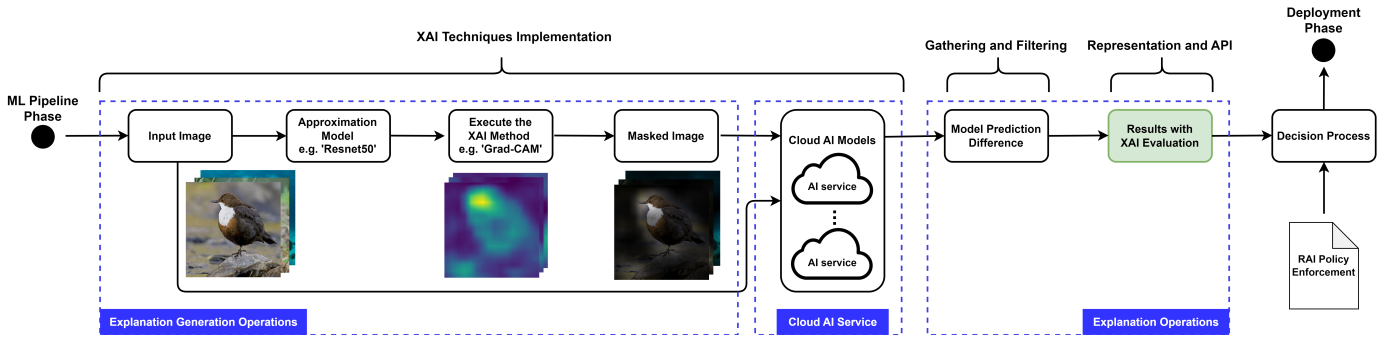 XAI Techniques Implementation
Gathering and Filtering
Representation and API
Deployment
Phase
ML Pipeline
Phase
Input Image
Approximation
Model
e.g. 'Resnet50'
Execute the
XAI Method
e.g. 'Grad-CAM'
Masked Image
Cloud AI Models
AI service
AI service
Model Prediction
Difference
Results with
XAI Evaluation
Decision Process
RAI Policy
Enforcement
Explanation Generation Operations
Cloud AI Service
Explanation Operations